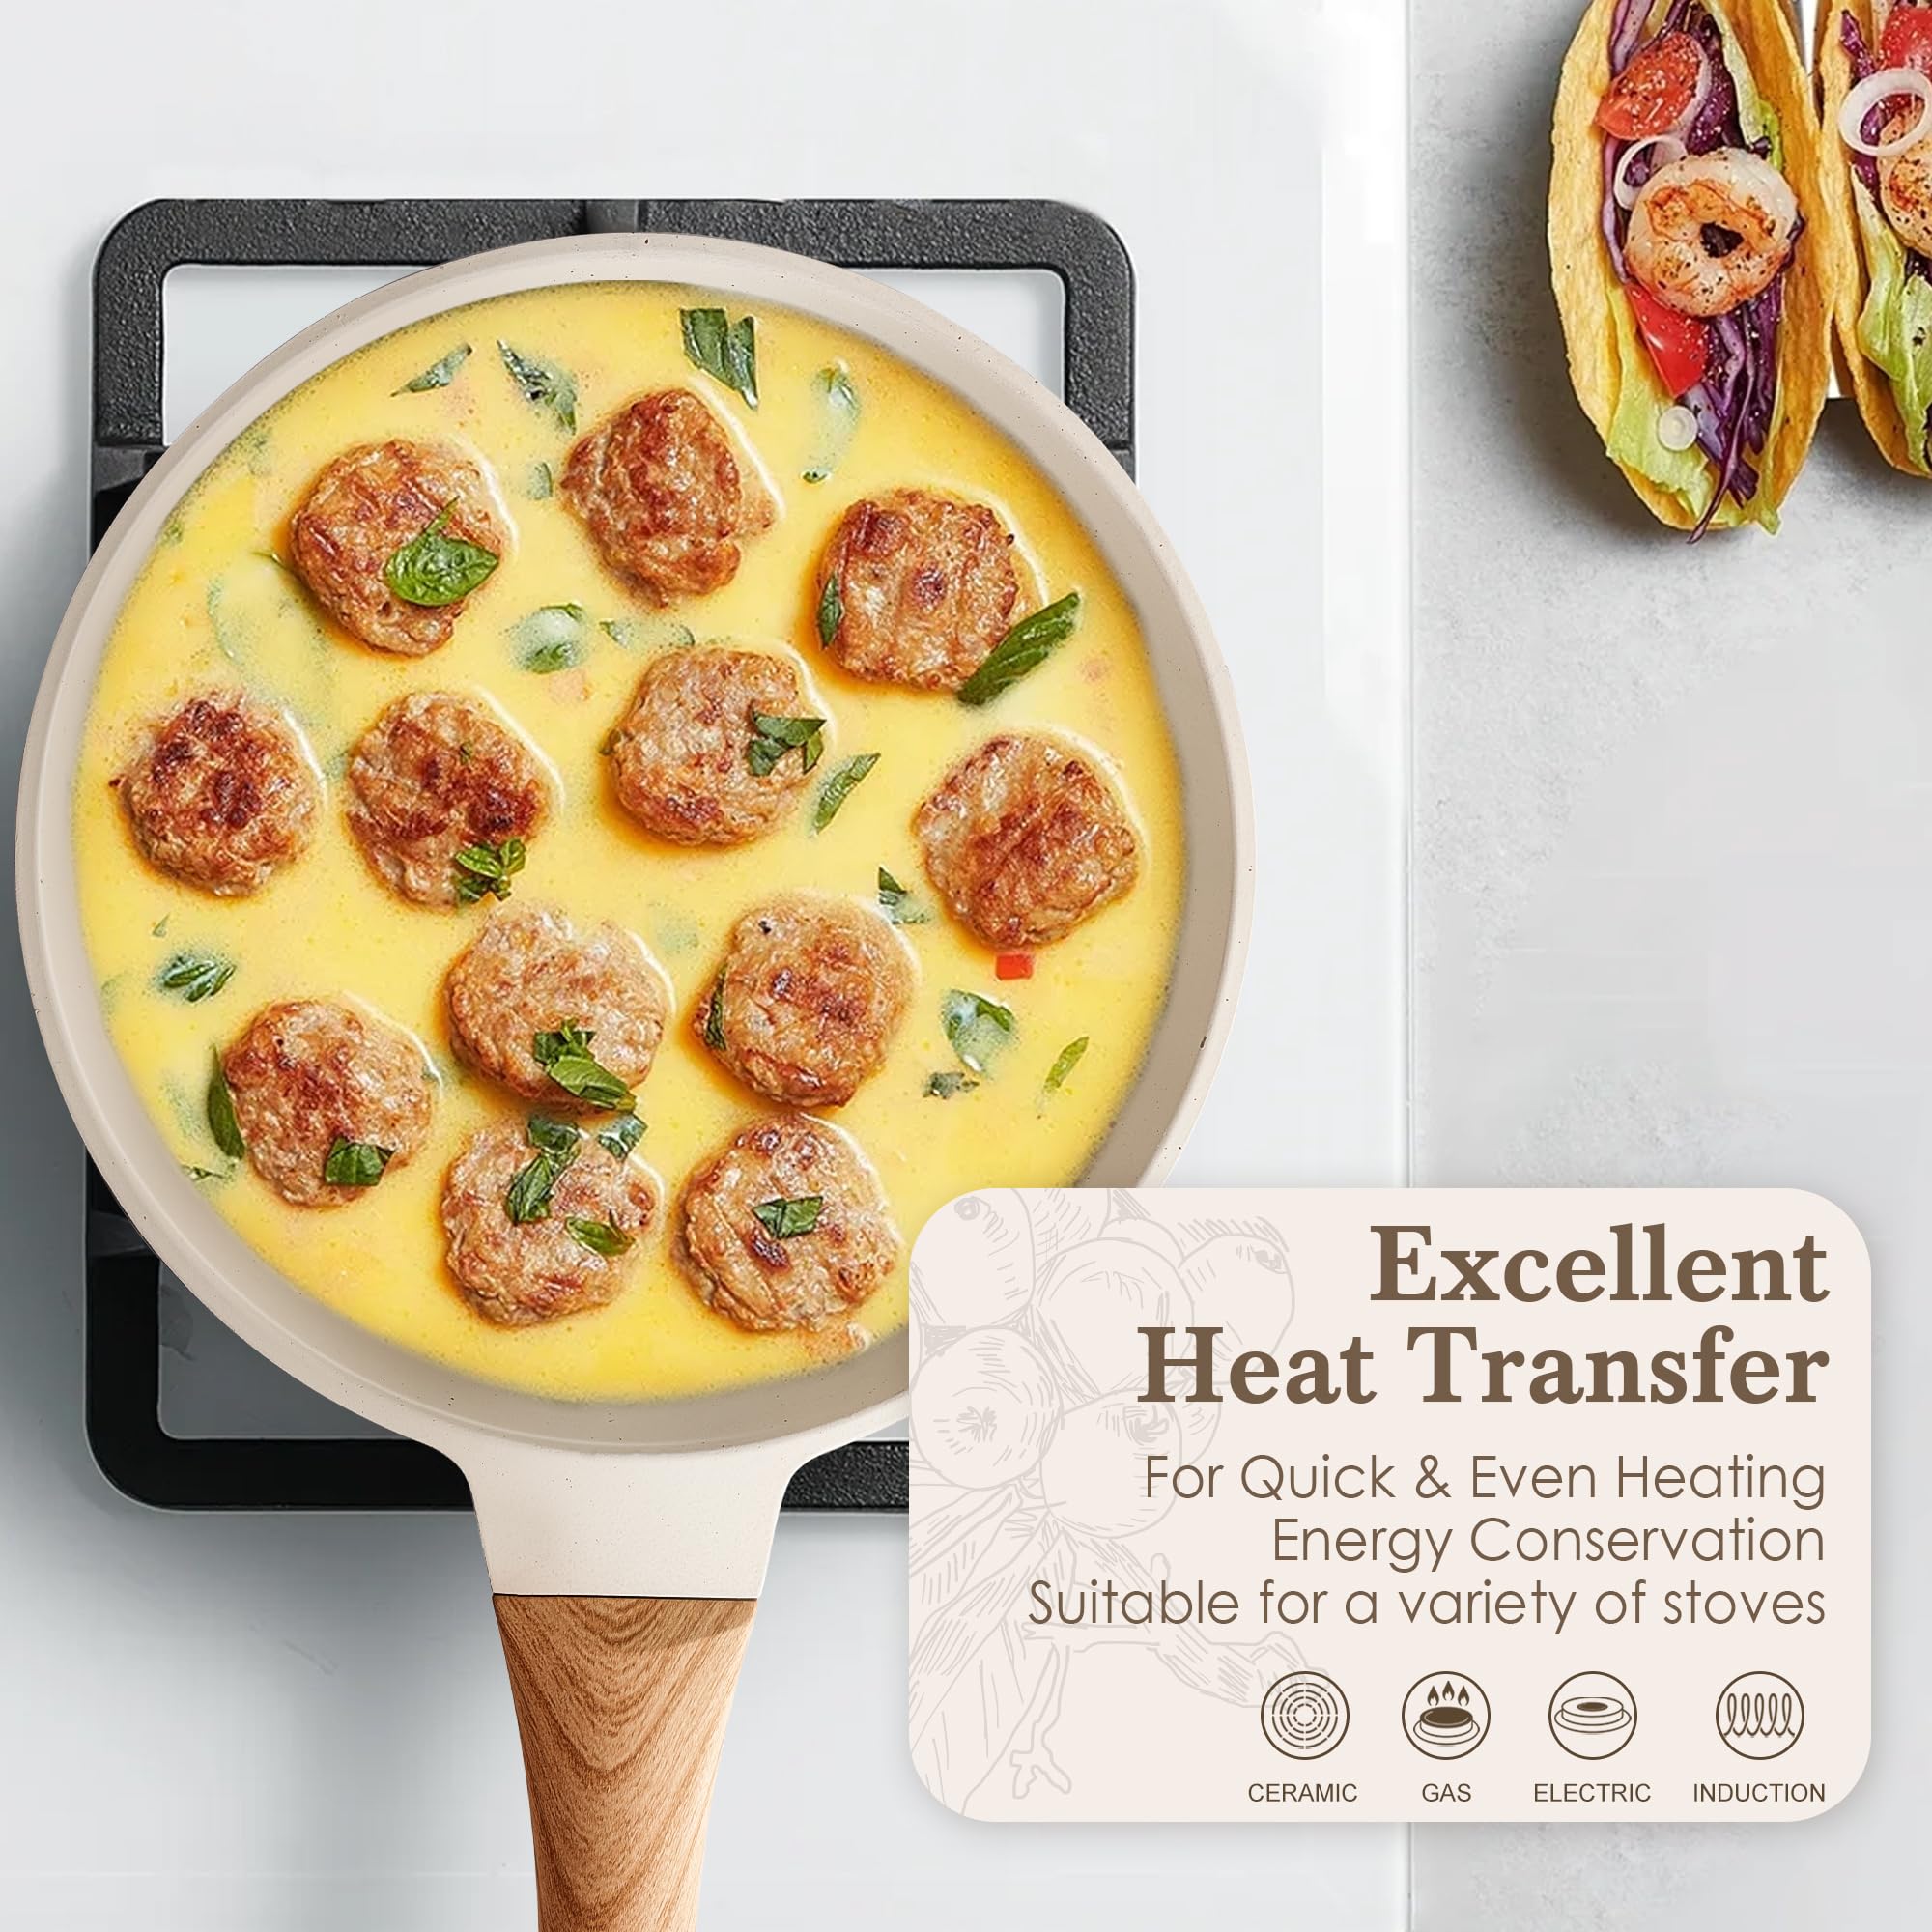 Excellent
Heat Transfer
For Quick & Even Heating
Energy Conservation
Suitable for a variety of stoves
CERAMIC GAS ELECTRIC INDUCTION